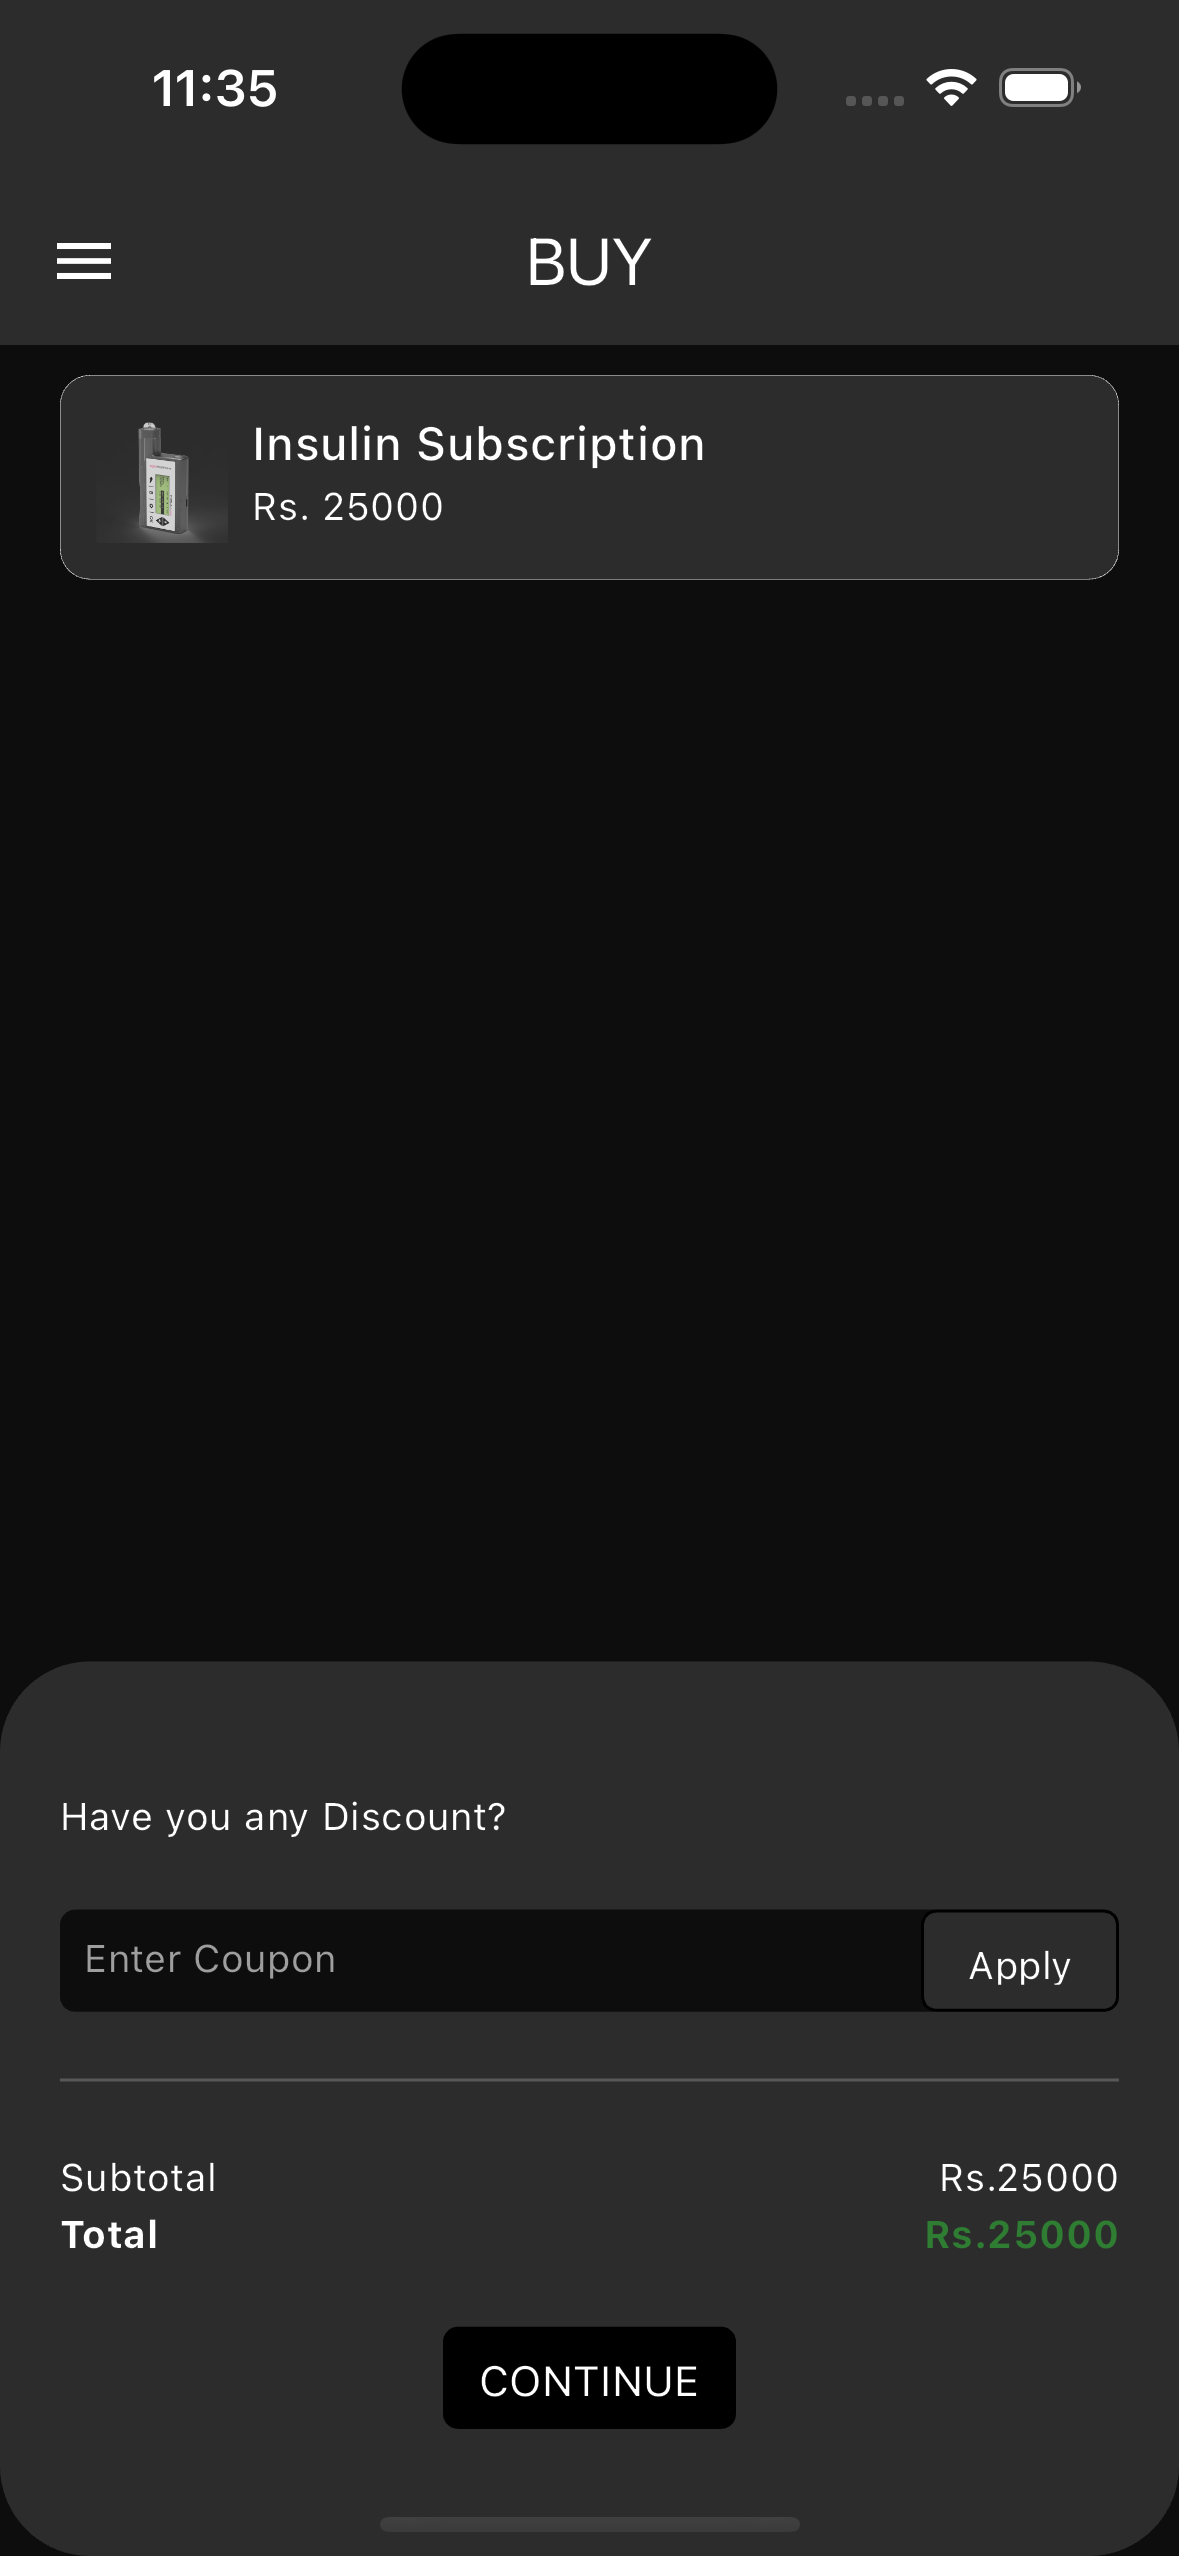 11:35
BUY
Insulin Subscription
Rs. 25000
Have you any Discount?
Enter Coupon
Apply
Subtotal
Rs.25000
Total
Rs.25000
CONTINUE